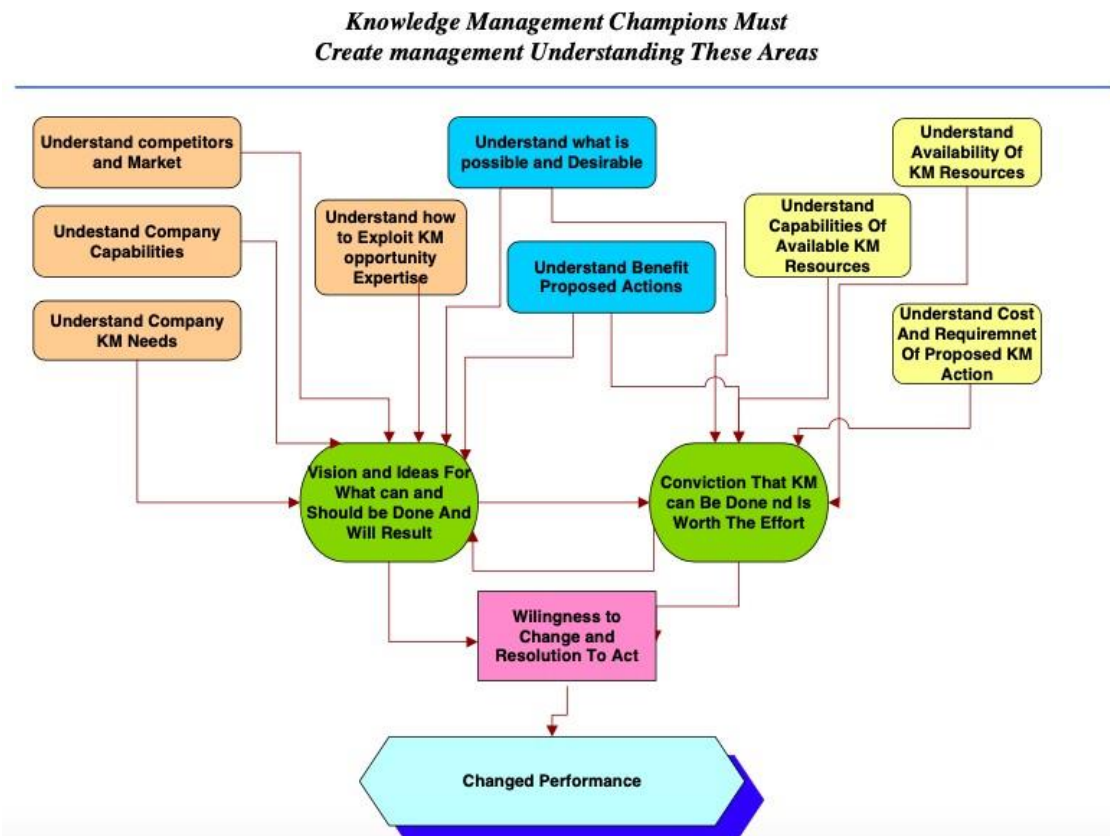 Knowledge Management Champions Must
Create management Understanding These Areas
Understand competitors
and Market
Undestand Company
Capabilities
Understand Company
KM Needs
Understand how
to Exploit KM
opportunity
Expertise
Understand what is
possible and Desirable
Understand Benefit
Proposed Actions
Understand
Capabilities Of
Available KM
Resources
Understand
Availability Of
KM Resources
Understand Cost
And Requiremnet
Of Proposed KM
Action
Vision and Ideas For
What can and
Should be Done And
Will Result
Conviction That KM
can Be Done nd Is
Worth The Effort
Wilingness to
Change and
Resolution To Act
Changed Performance